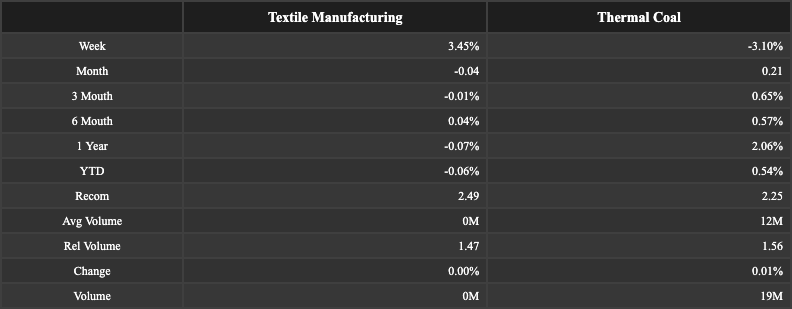 Textile Manufacturing Thermal Coal
Week 3.45% -3.10%
Month -0.04 0.21
3 Mouth -0.01% 0.65%
6 Mouth 0.04% 0.57%
1 Year -0.07% 2.06%
YTD -0.06% 0.54%
Recom 2.49 2.25
Avg Volume 0M 12M
Rel Volume 1.47 1.56
Change 0.00% 0.01%
Volume 0M 19M